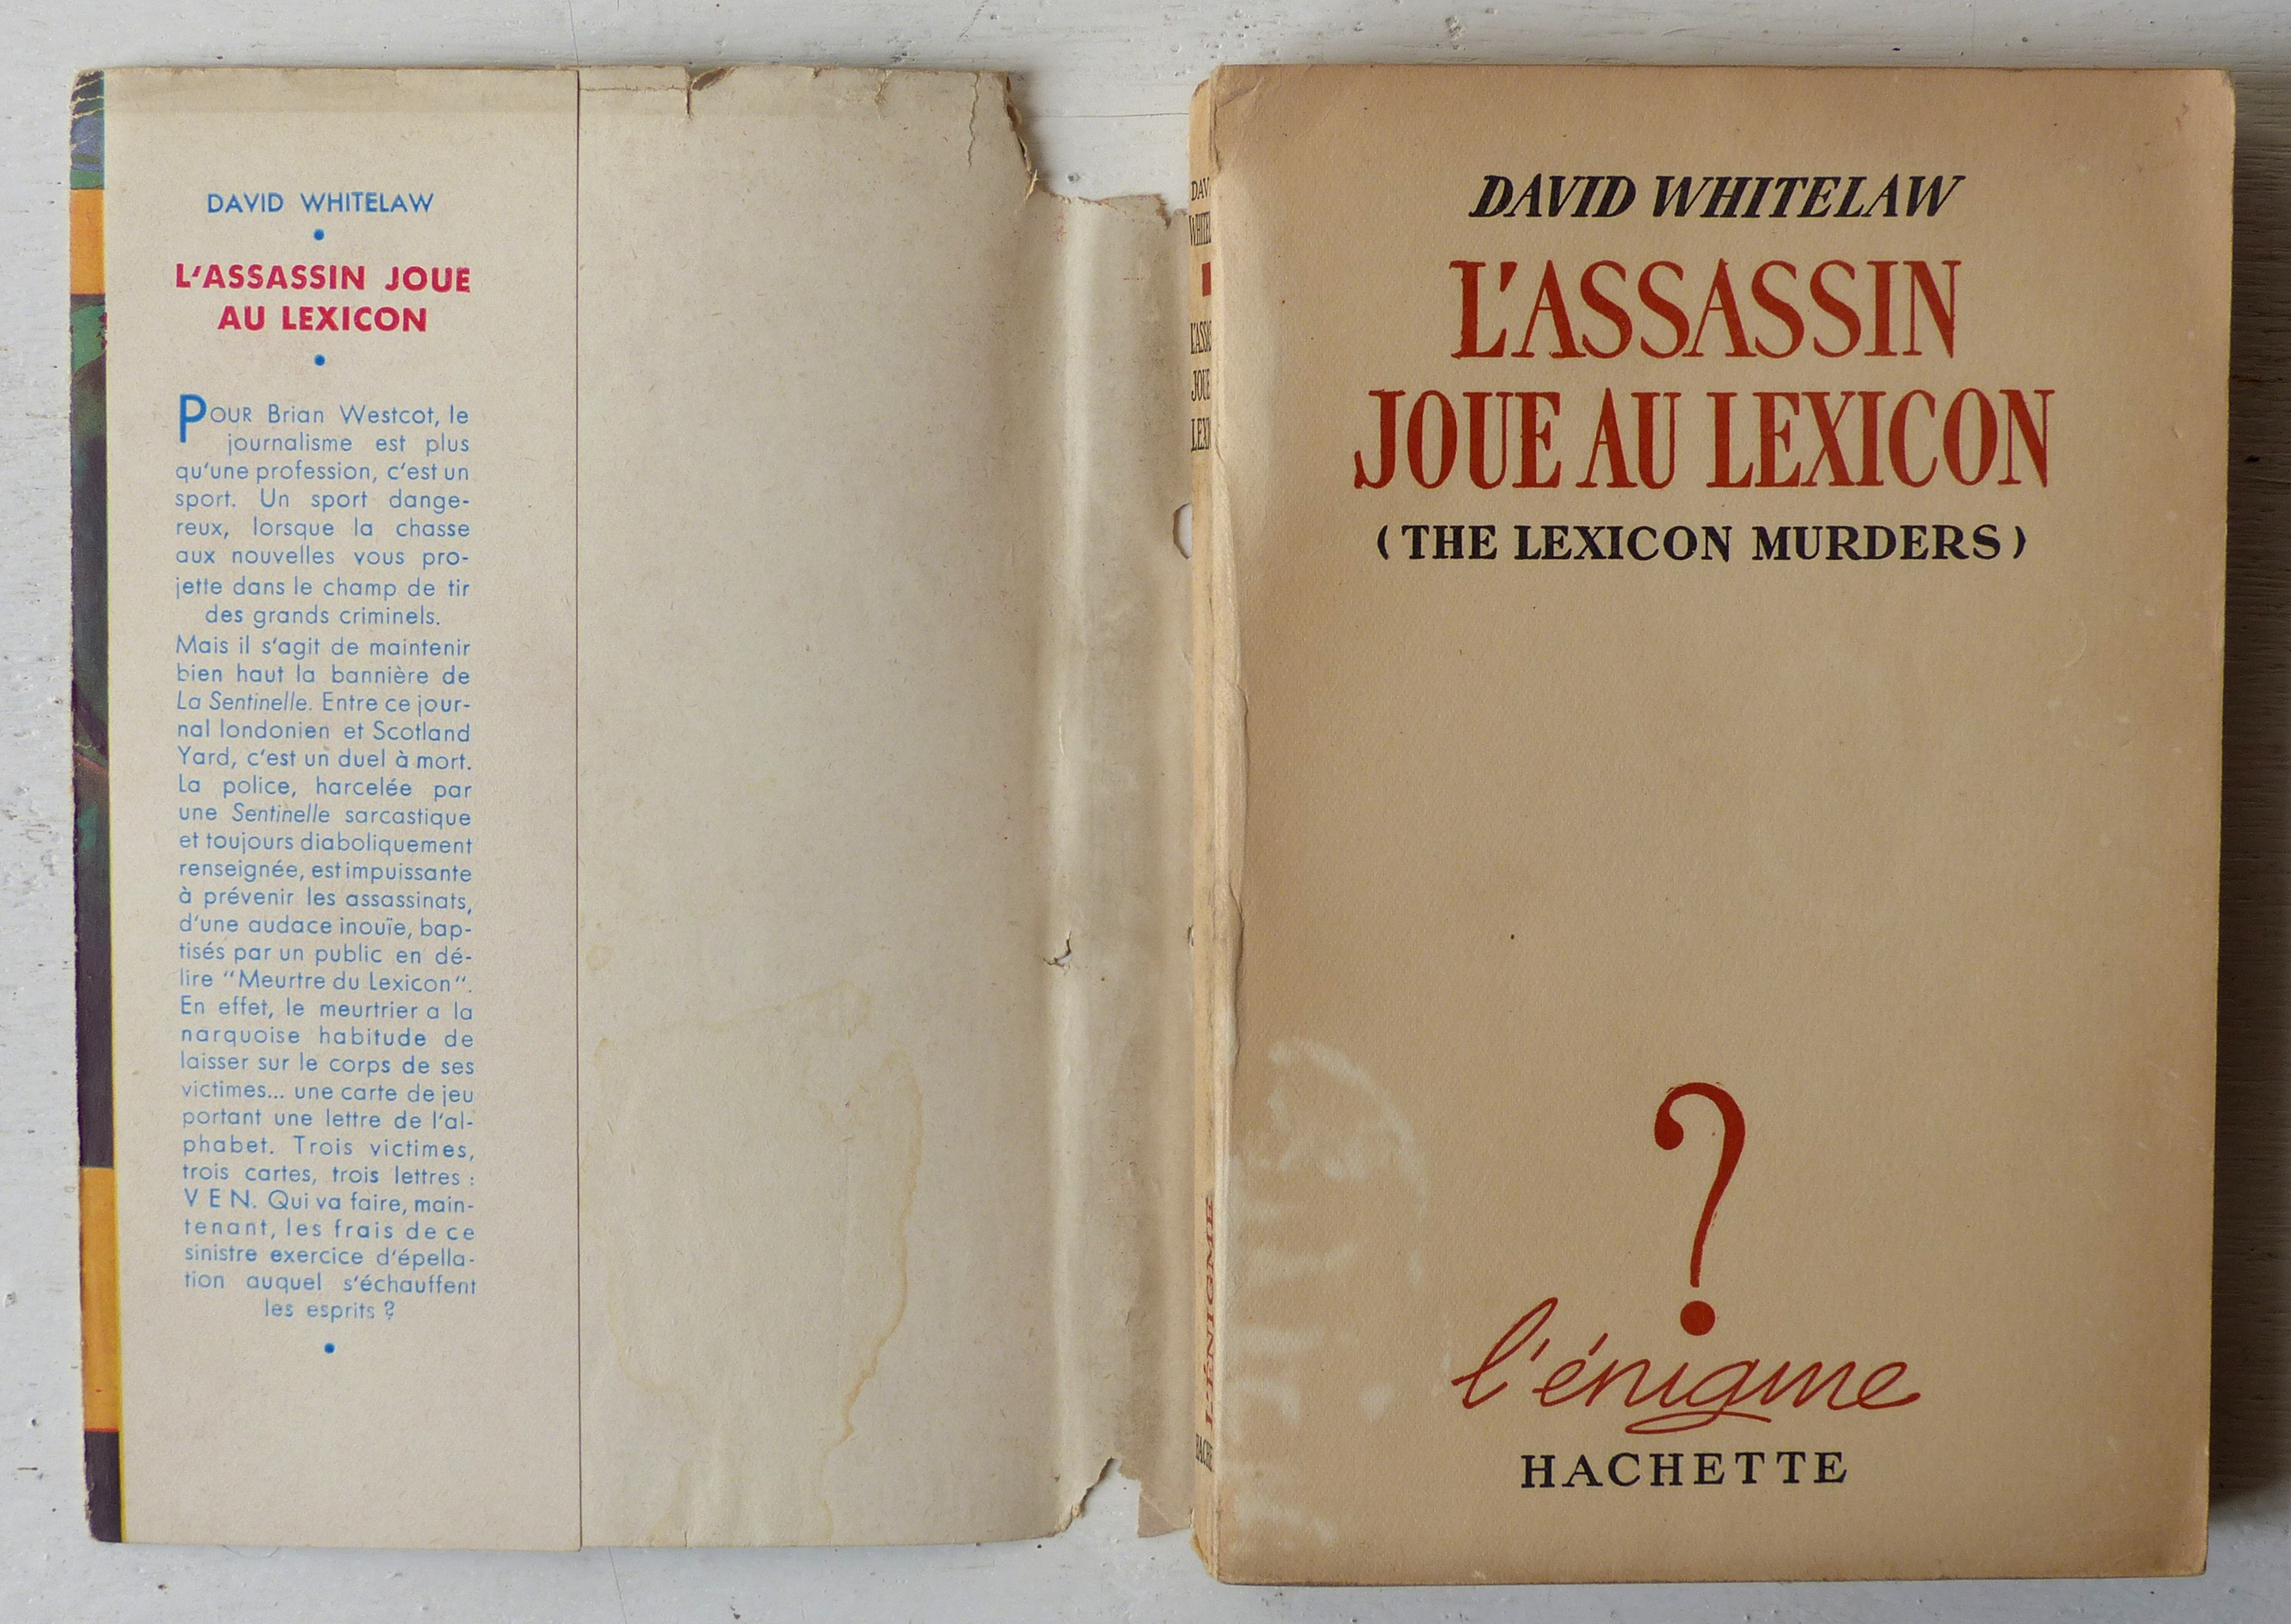 DAVID WHITELAW
L'ASSASSIN JOUE
AU LEXICON
POUR Brian Westcot, le
journalisme est plus
qu'une profession, c'est un
sport. Un sport dange-
reux, lorsque la chasse
aux nouvelles vous pro-
jette dans le champ de tir
des grands criminels.
Mais il s'agit de maintenir
bien haut la bannière de
La Sentinelle. Entre ce jour-
nal londonien et Scotland
Yard, c'est un duel à mort.
La police, harcelée par
une Sentinelle sarcastique
et toujours diaboliquement
renseignée, est impuissante
à prévenir les assassinats,
d'une audace inouïe, bap-
tisés par un public en dé-
lire "Meurtre du Lexicon".
En effet, le meurtrier a la
narquoise habitude de
laisser sur le corps de ses
victimes... une carte de jeu
portant une lettre de l'al-
phabet. Trois victimes,
trois cartes, trois lettres :
V E N. Qui va faire, main-
tenant, les frais de ce
sinistre exercice d'épella-
tion auquel s'échauffent
les esprits ?
L'ÉNIGME
DAVID WHITELAW
L'ASSASSIN
JOUE AU LEXICON
(THE LEXICON MURDERS)
?
l'énigme
HACHETTE